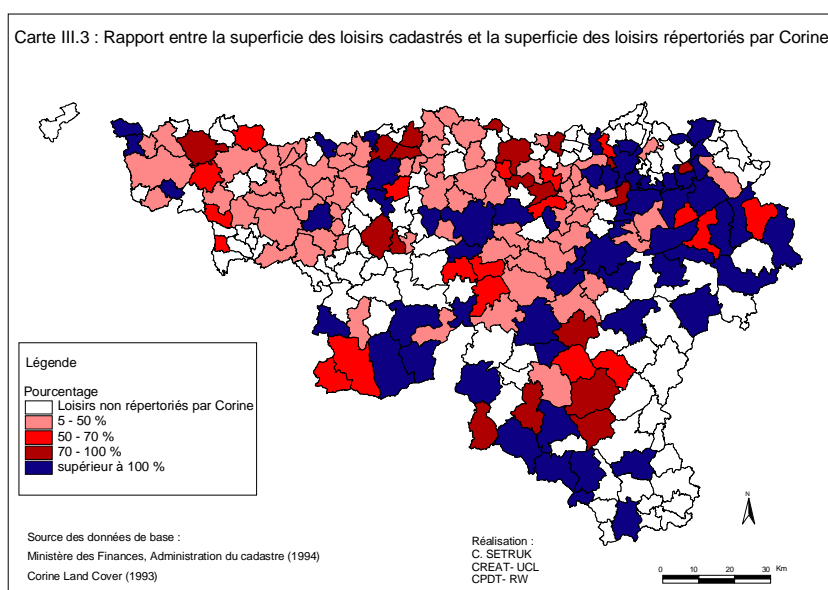 Carte III.3 : Rapport entre la superficie des loisirs cadastrés et la superficie des loisirs répertoriés par Corine
Légende
Pourcentage
Loisirs non répertoriés par Corine
5 - 50 %
50 - 70 %
70 - 100 %
supérieur à 100 %
Source des données de base :
Ministère des Finances, Administration du cadastre (1994)
Corine Land Cover (1993)
Réalisation :
C. SETRUK
CREAT- UCL
CPDT- RW
N
0 10 20 30 Km